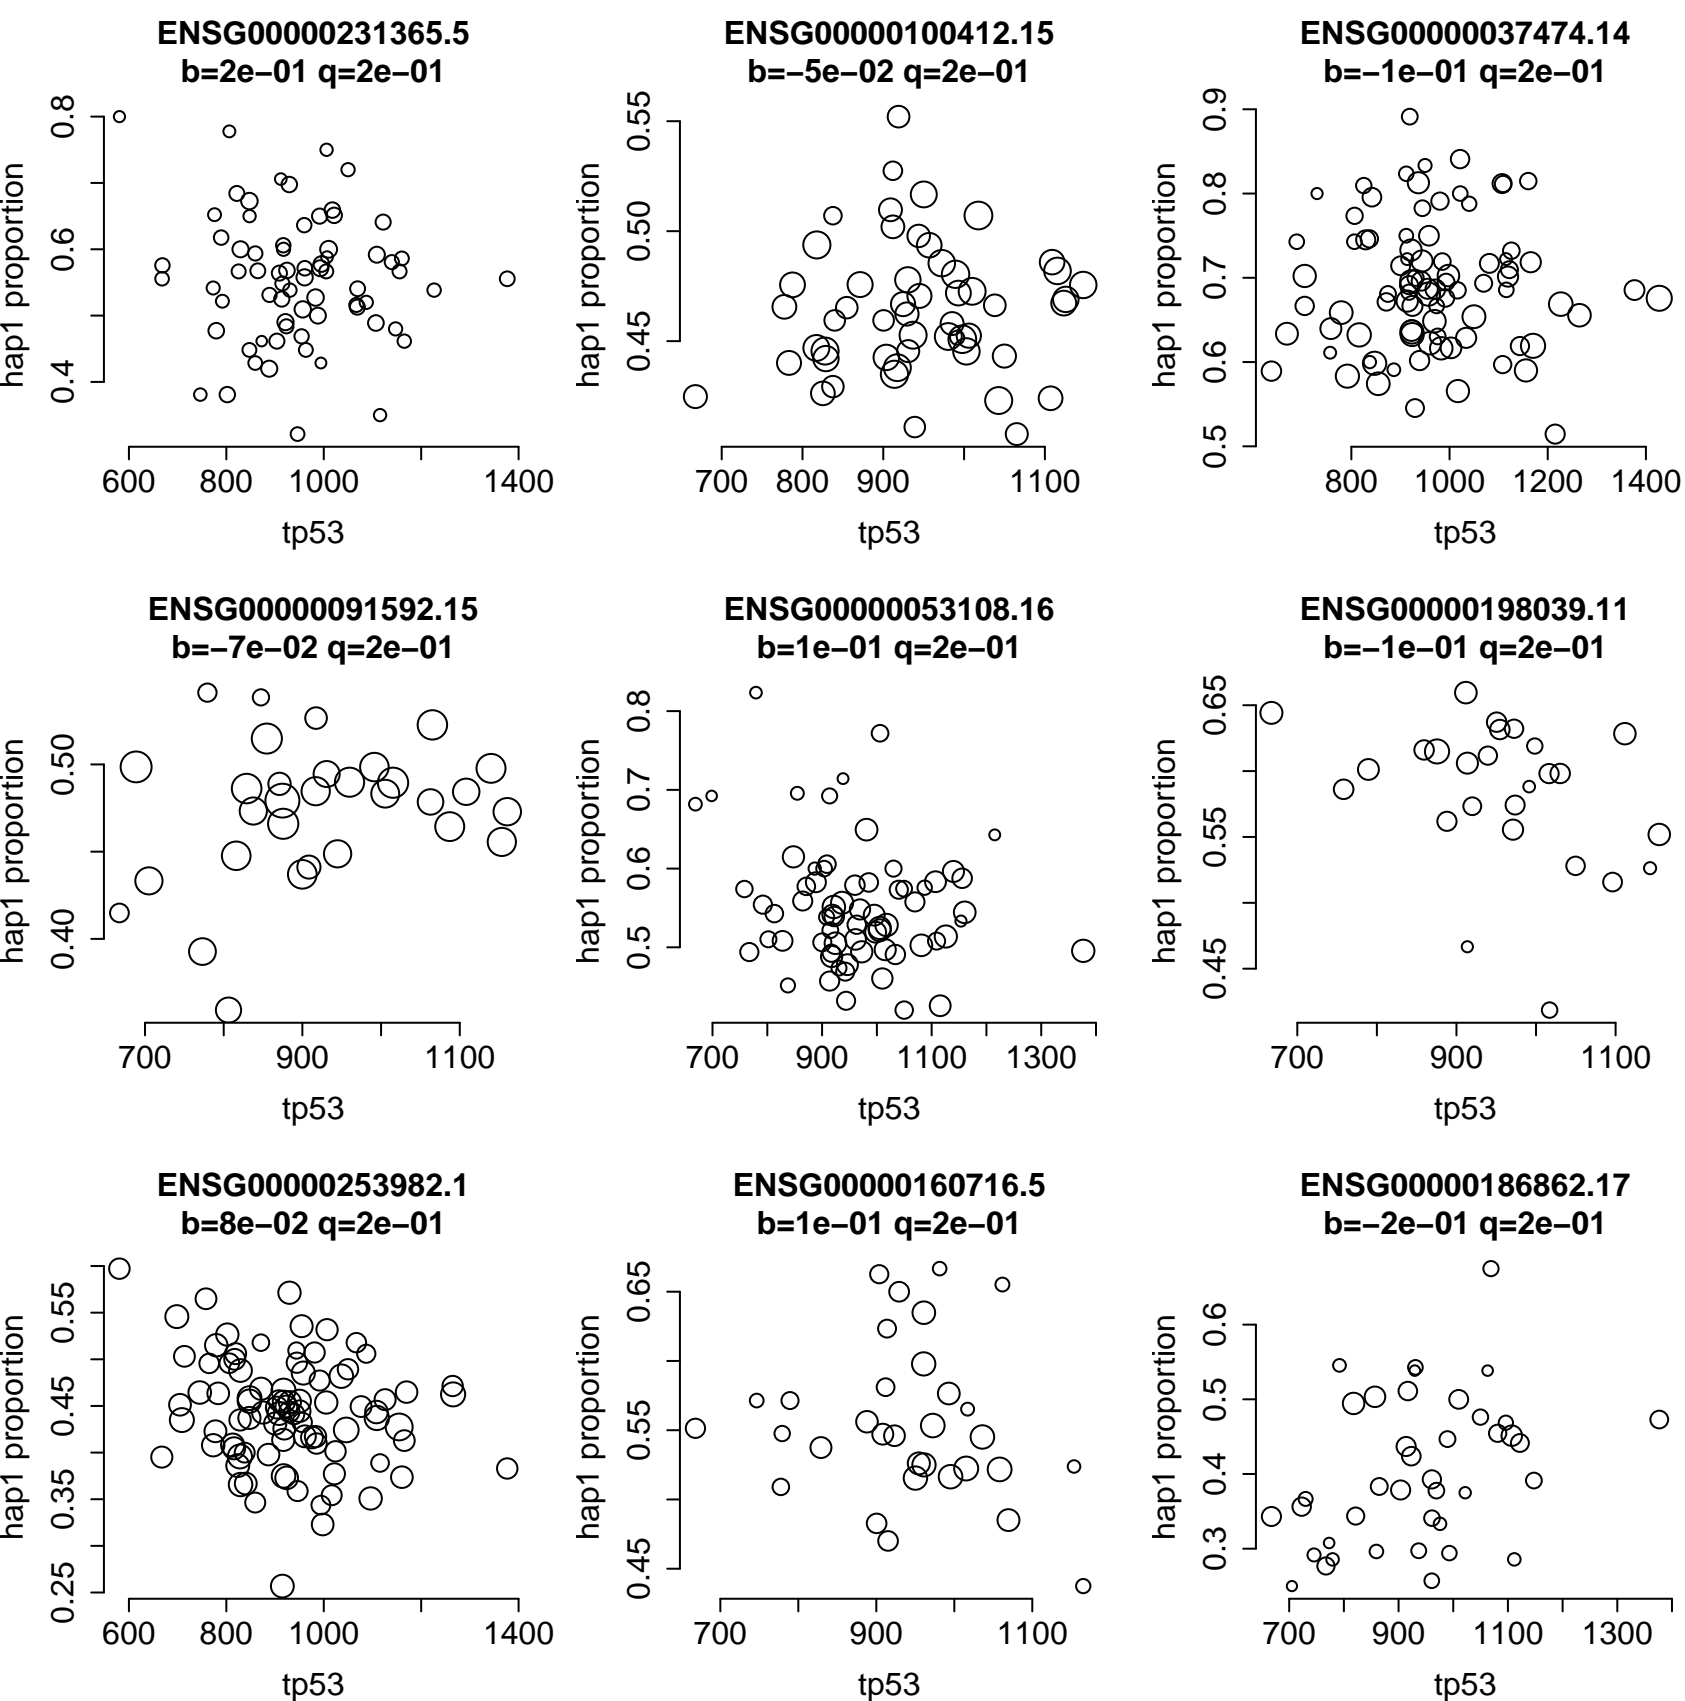 ENSG00000231365.5
b=2e−01 q=2e−01
hap1 proportion
0.4 0.6 0.8
600 800 1000 1400
tp53
ENSG00000100412.15
b=−5e−02 q=2e−01
hap1 proportion
0.45 0.50 0.55
700 800 900 1100
tp53
ENSG00000037474.14
b=−1e−01 q=2e−01
hap1 proportion
0.5 0.6 0.7 0.8 0.9
800 1000 1200 1400
tp53
ENSG00000091592.15
b=−7e−02 q=2e−01
hap1 proportion
0.40 0.50
700 900 1100
tp53
ENSG00000053108.16
b=1e−01 q=2e−01
hap1 proportion
0.5 0.6 0.7 0.8
700 900 1100 1300
tp53
ENSG00000198039.11
b=−1e−01 q=2e−01
hap1 proportion
0.45 0.55 0.65
700 900 1100
tp53
ENSG00000253982.1
b=8e−02 q=2e−01
hap1 proportion
0.25 0.35 0.45 0.55
600 800 1000 1400
tp53
ENSG00000160716.5
b=1e−01 q=2e−01
hap1 proportion
0.45 0.55 0.65
700 900 1100
tp53
ENSG00000186862.17
b=−2e−01 q=2e−01
hap1 proportion
0.3 0.4 0.5 0.6
700 900 1100 1300
tp53